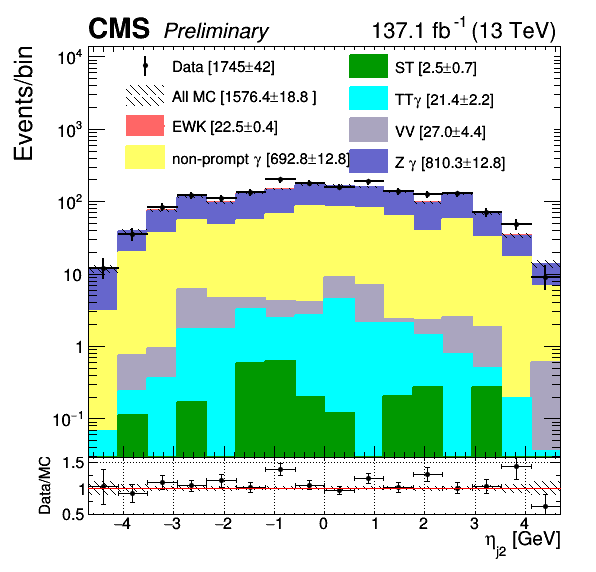 CMS Preliminary 137.1 fb⁻¹ (13 TeV)
Events/bin
Data [1745±42]
All MC [1576.4±18.8 ]
EWK [22.5±0.4]
non-prompt γ [692.8±12.8]
ST [2.5±0.7]
TTγ [21.4±2.2]
VV [27.0±4.4]
Z γ [810.3±12.8]
10⁴
10³
10²
10
1
10⁻¹
Data/MC
1.5
1
0.5
−4 −3 −2 −1 0 1 2 3 4
η_j2 [GeV]